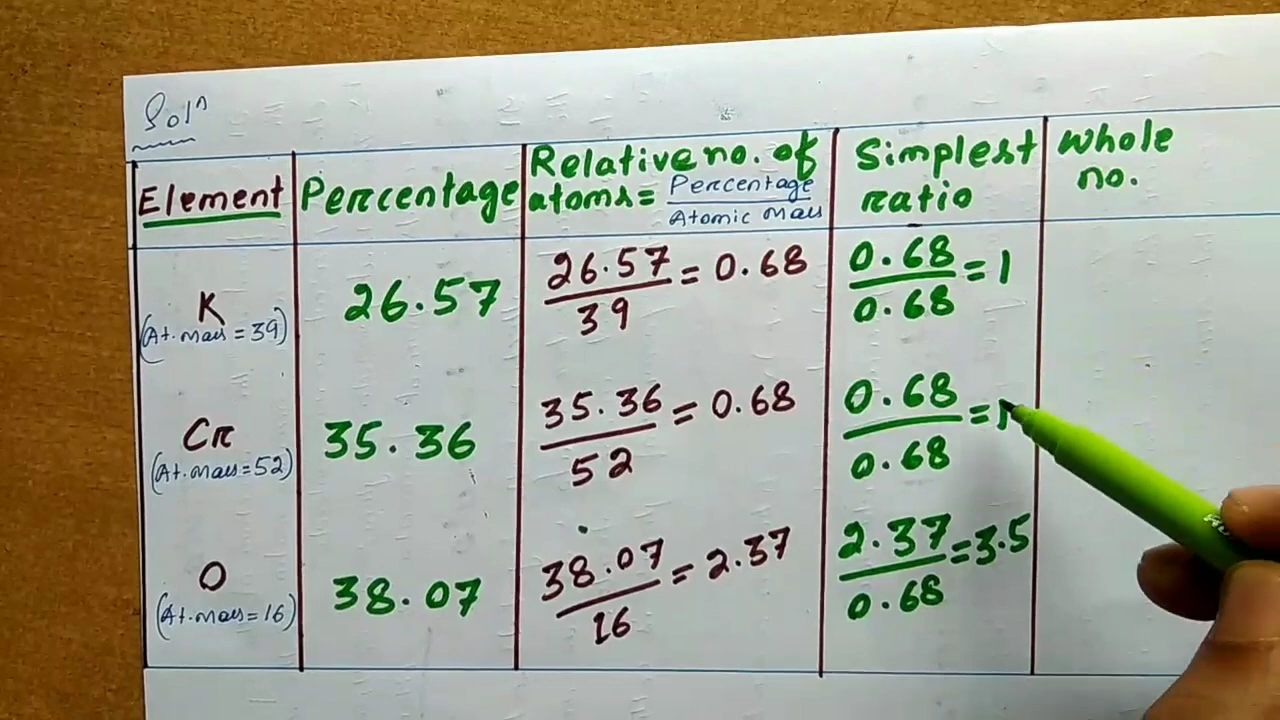 Solⁿ
Element
Percentage
Relative no. of atoms = Percentage / Atomic Mass
Simplest ratio
Whole no.
K
(At. mass = 39)
26.57
26.57 / 39 = 0.68
0.68 / 0.68 = 1
Cr
(At. mass = 52)
35.36
35.36 / 52 = 0.68
0.68 / 0.68 = 1
O
(At. mass = 16)
38.07
38.07 / 16 = 2.37
2.37 / 0.68 = 3.5